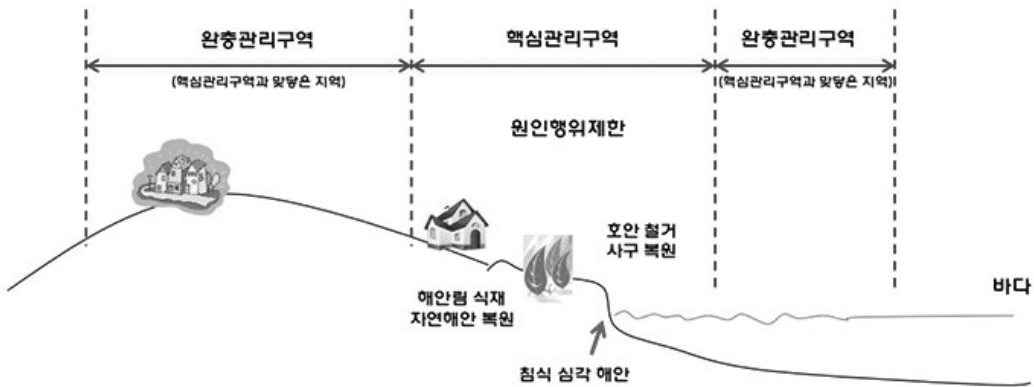 완충관리구역
핵심관리구역
완충관리구역
(핵심관리구역과 맞닿은 지역)
(핵심관리구역과 맞닿은 지역)
원인행위제한
호안 철거
사구 복원
바다
해안림 식재
자연해안 복원
침식 심각 해안